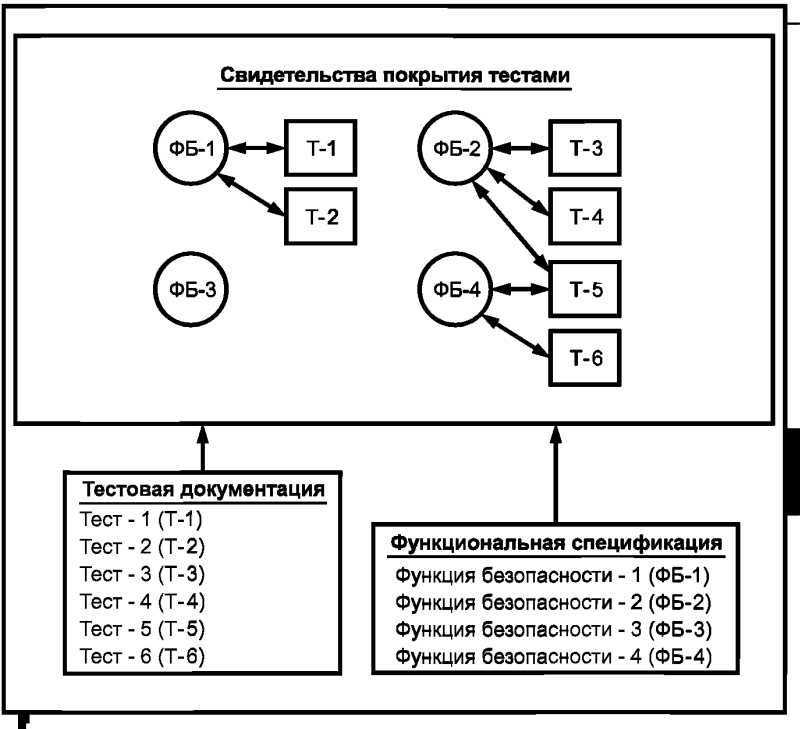 Свидетельства покрытия тестами
ФБ-1 Т-1 ФБ-2 Т-3
Т-2 Т-4
ФБ-3 ФБ-4 Т-5
Т-6
Тестовая документация
Тест - 1 (Т-1)
Тест - 2 (Т-2)
Тест - 3 (Т-3)
Тест - 4 (Т-4)
Тест - 5 (Т-5)
Тест - 6 (Т-6)
Функциональная спецификация
Функция безопасности - 1 (ФБ-1)
Функция безопасности - 2 (ФБ-2)
Функция безопасности - 3 (ФБ-3)
Функция безопасности - 4 (ФБ-4)